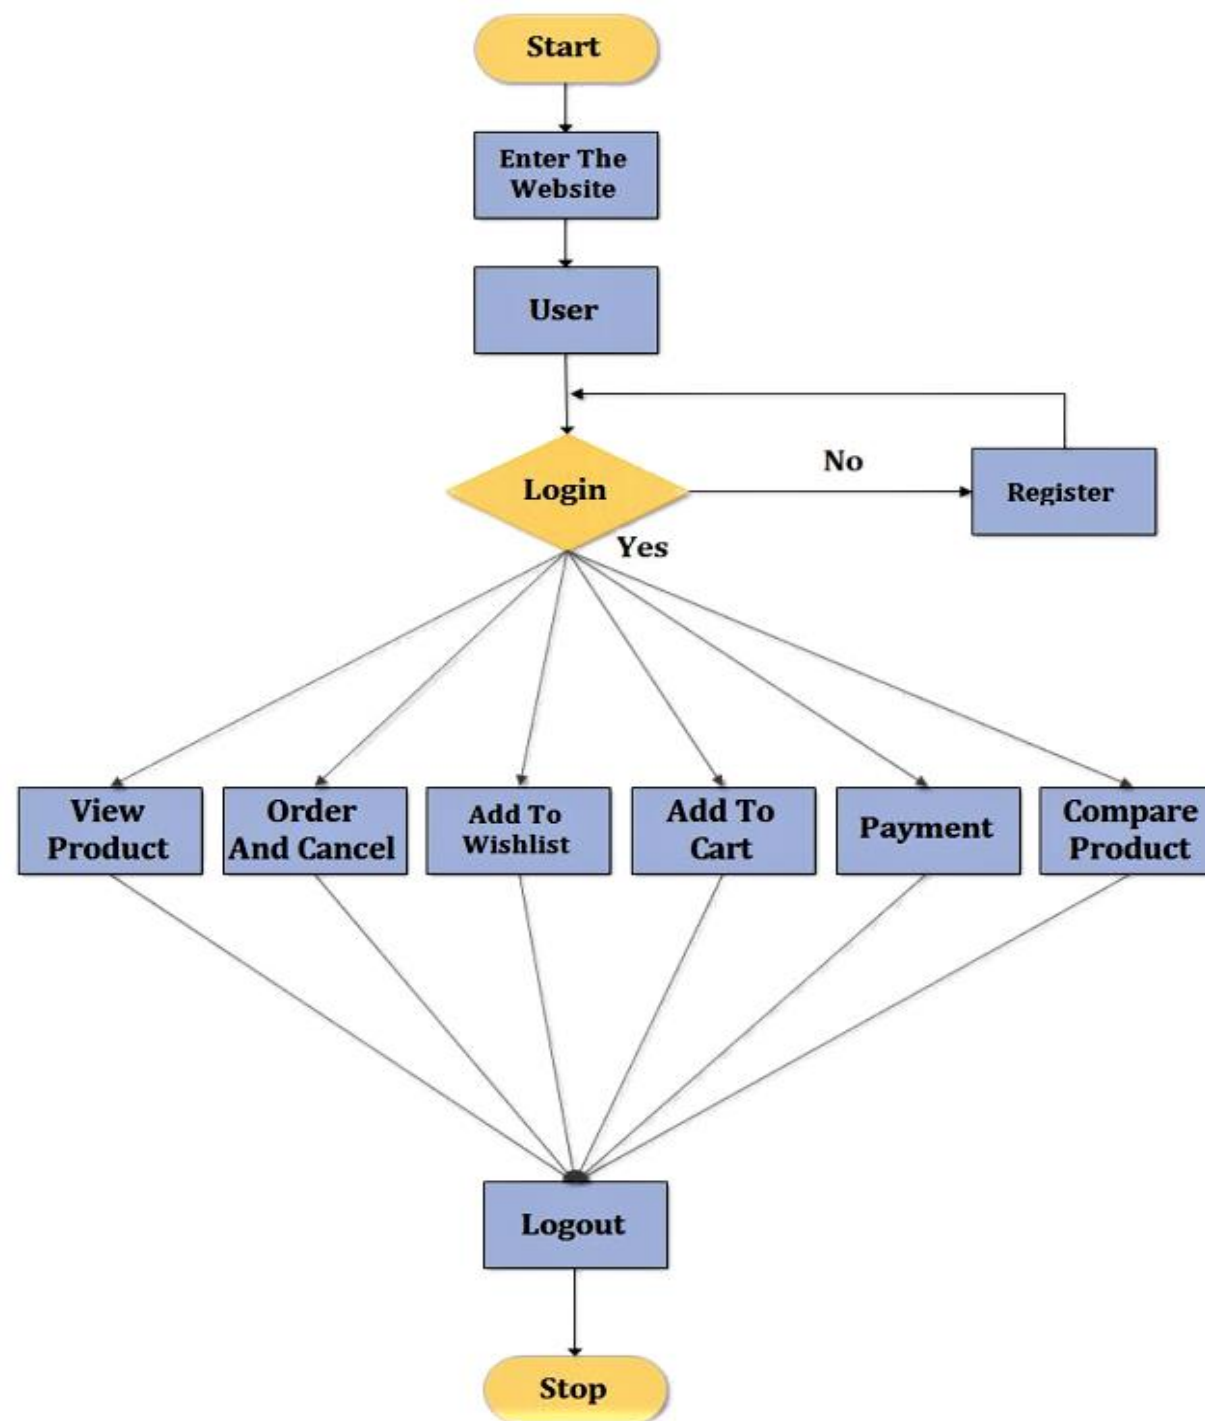 Start
Enter The
Website
User
Login
No
Register
Yes
View
Product
Order
And Cancel
Add To
Wishlist
Add To
Cart
Payment
Compare
Product
Logout
Stop